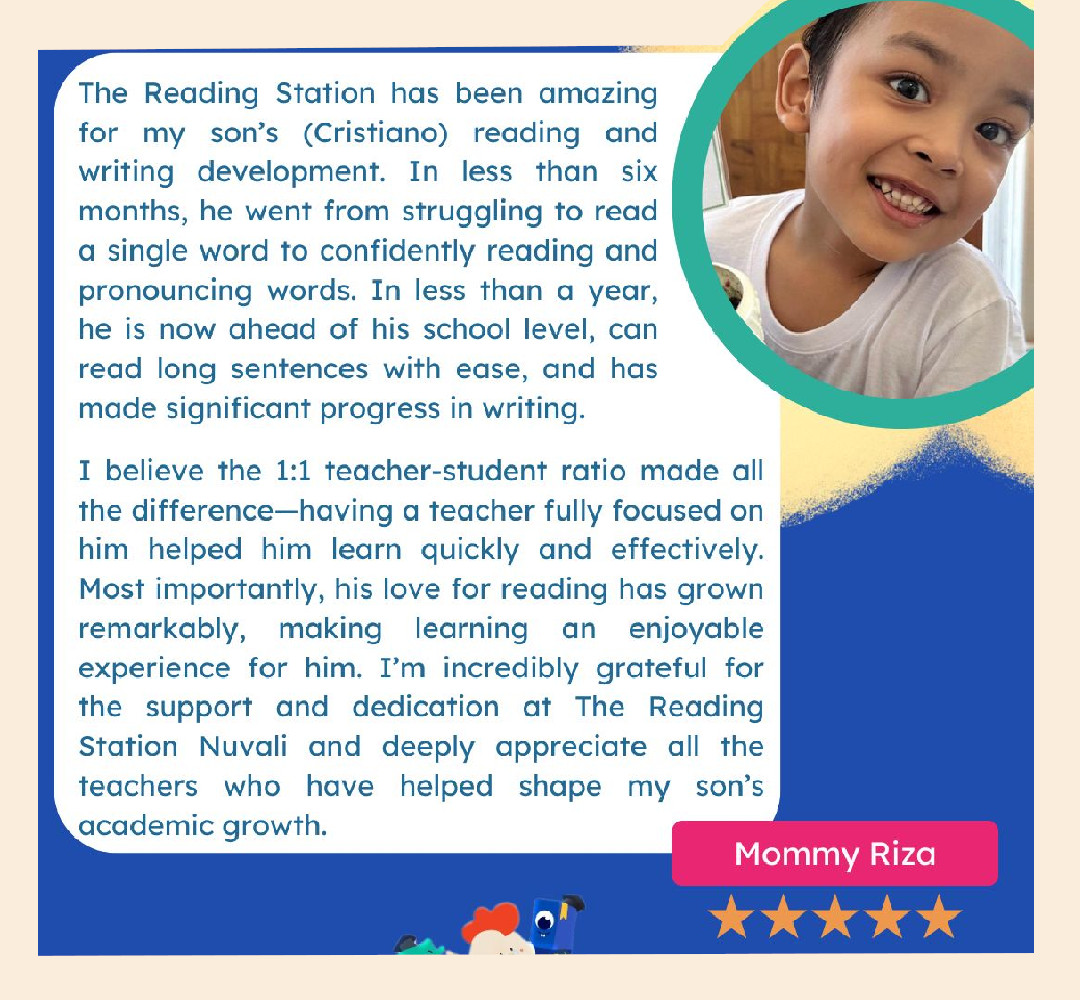 The Reading Station has been amazing
for my son’s (Cristiano) reading and
writing development. In less than six
months, he went from struggling to read
a single word to confidently reading and
pronouncing words. In less than a year,
he is now ahead of his school level, can
read long sentences with ease, and has
made significant progress in writing.
I believe the 1:1 teacher-student ratio made all
the difference—having a teacher fully focused on
him helped him learn quickly and effectively.
Most importantly, his love for reading has grown
remarkably, making learning an enjoyable
experience for him. I’m incredibly grateful for
the support and dedication at The Reading
Station Nuvali and deeply appreciate all the
teachers who have helped shape my son’s
academic growth.
Mommy Riza